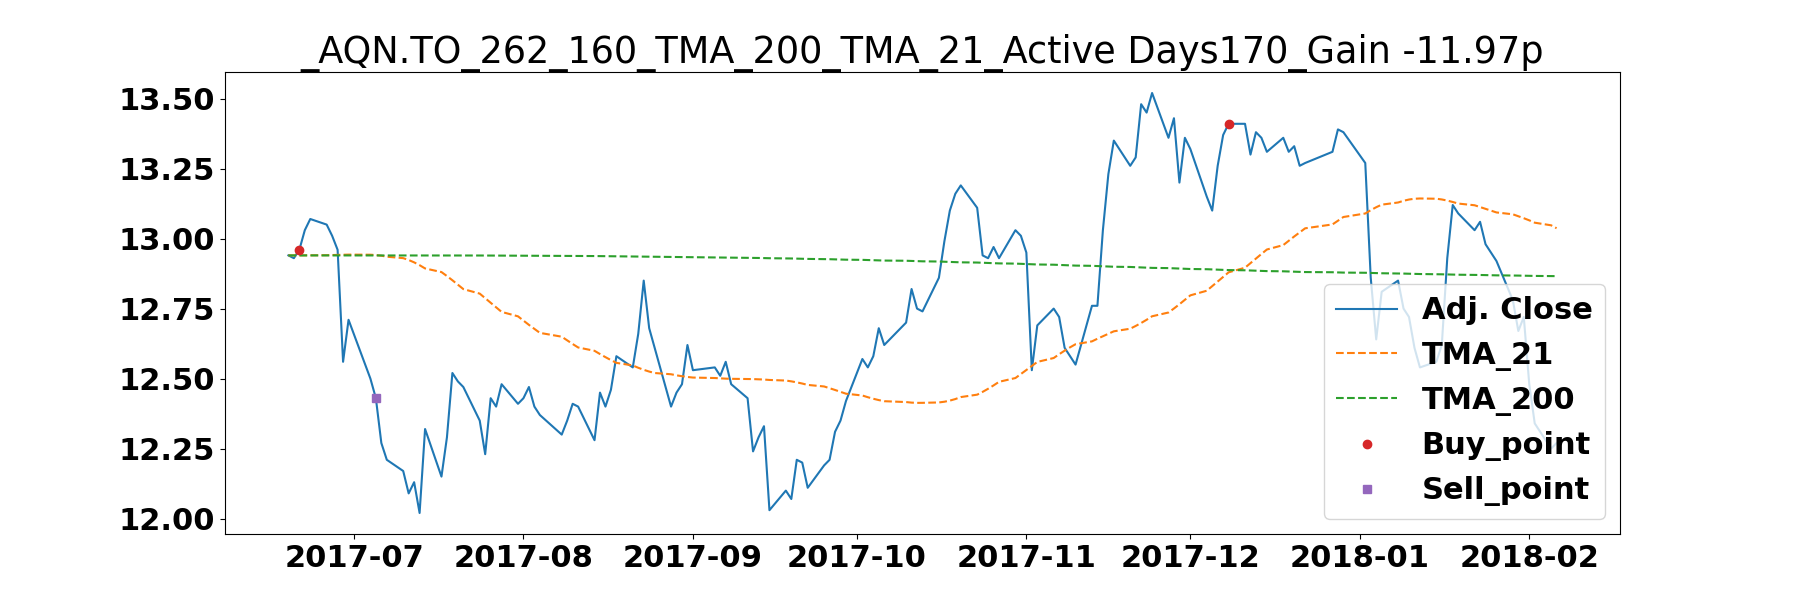 _AQN.TO_262_160_TMA_200_TMA_21_Active Days170_Gain -11.97p
13.50
13.25
13.00
12.75
12.50
12.25
12.00
Adj. Close
TMA_21
TMA_200
Buy_point
Sell_point
2017-07 2017-08 2017-09 2017-10 2017-11 2017-12 2018-01 2018-02